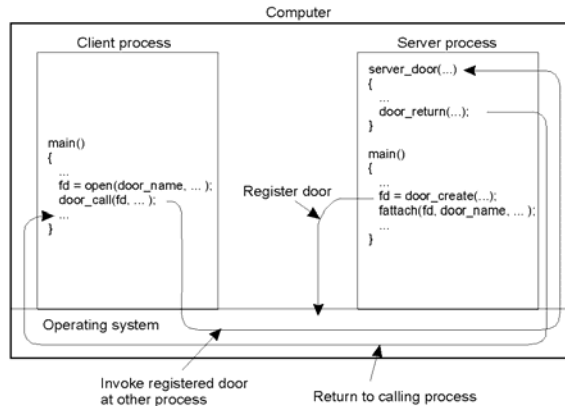 Computer
Client process
main()
{
...
fd = open(door_name, ... );
door_call(fd, ... );
...
}
Server process
server_door(...)
{
...
door_return(...);
}
main()
{
...
fd = door_create(...);
fattach(fd, door_name, ... );
...
}
Register door
Operating system
Invoke registered door
at other process
Return to calling process